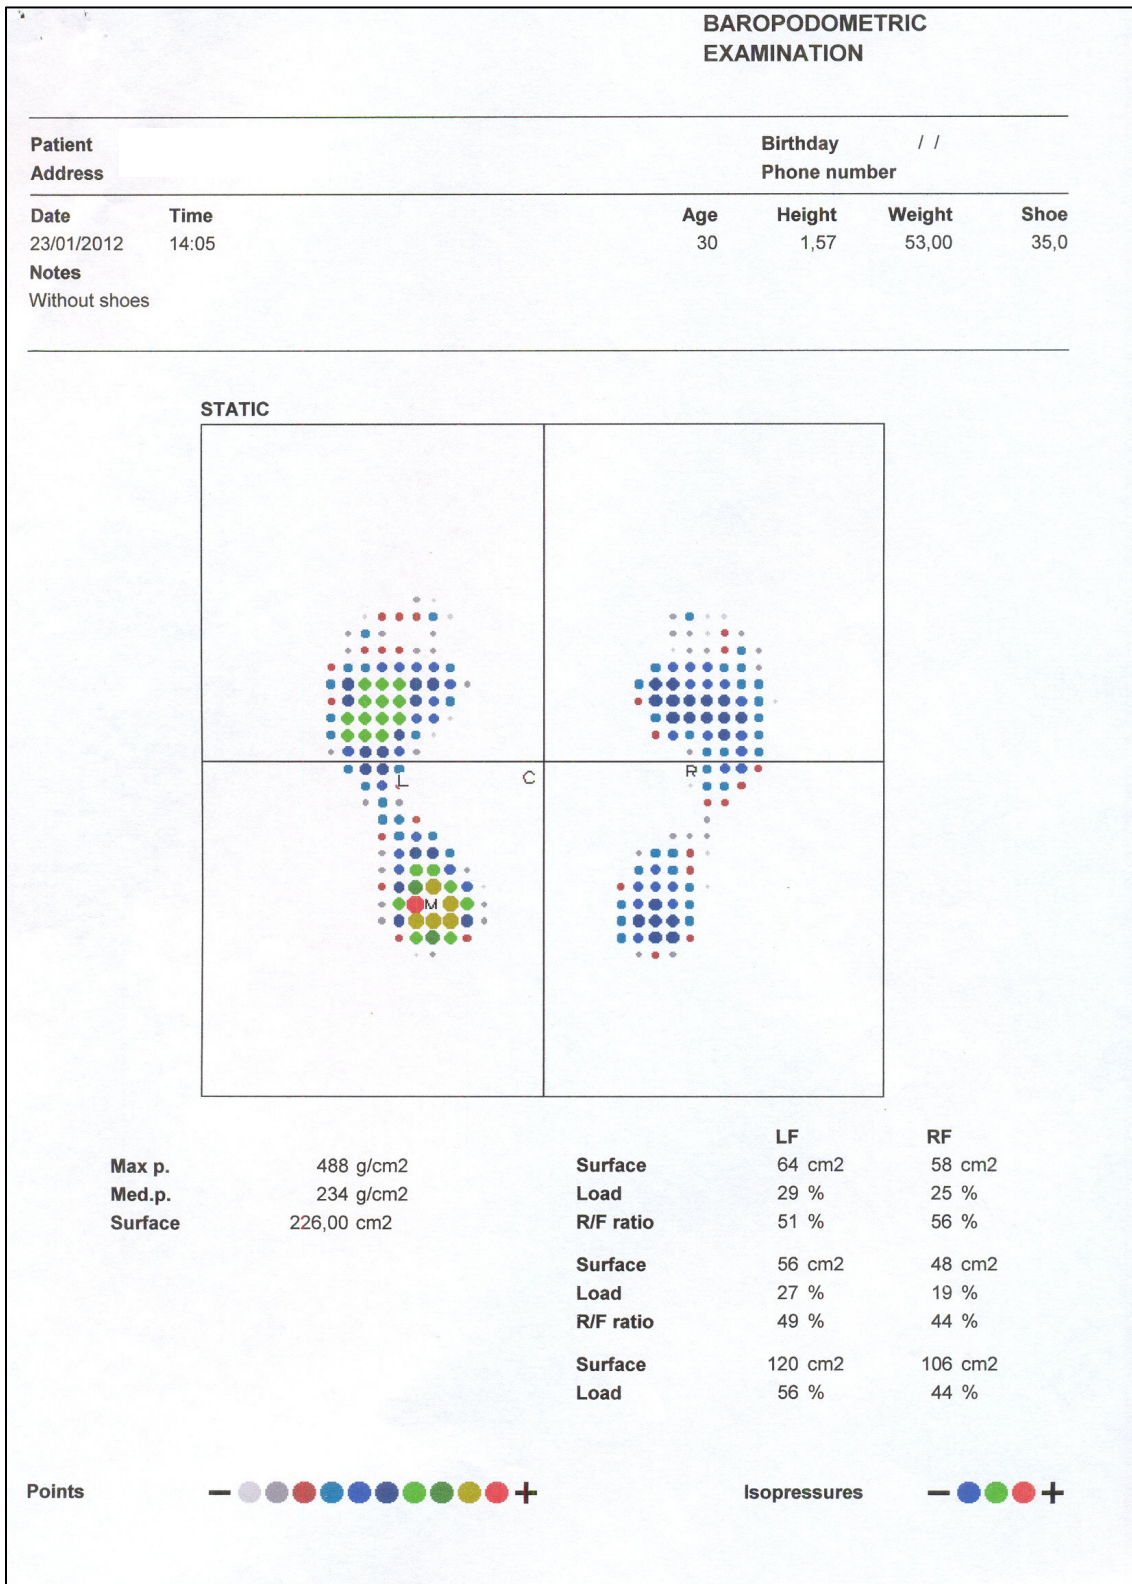 BAROPODOMETRIC
EXAMINATION
Patient
Birthday / /
Address
Phone number
Date Time Age Height Weight Shoe
23/01/2012 14:05 30 1,57 53,00 35,0
Notes
Without shoes
STATIC
L C R
M
LF RF
Max p. 488 g/cm2 Surface 64 cm2 58 cm2
Med.p. 234 g/cm2 Load 29 % 25 %
Surface 226,00 cm2 R/F ratio 51 % 56 %
Surface 56 cm2 48 cm2
Load 27 % 19 %
R/F ratio 49 % 44 %
Surface 120 cm2 106 cm2
Load 56 % 44 %
Points − + Isopressures − +